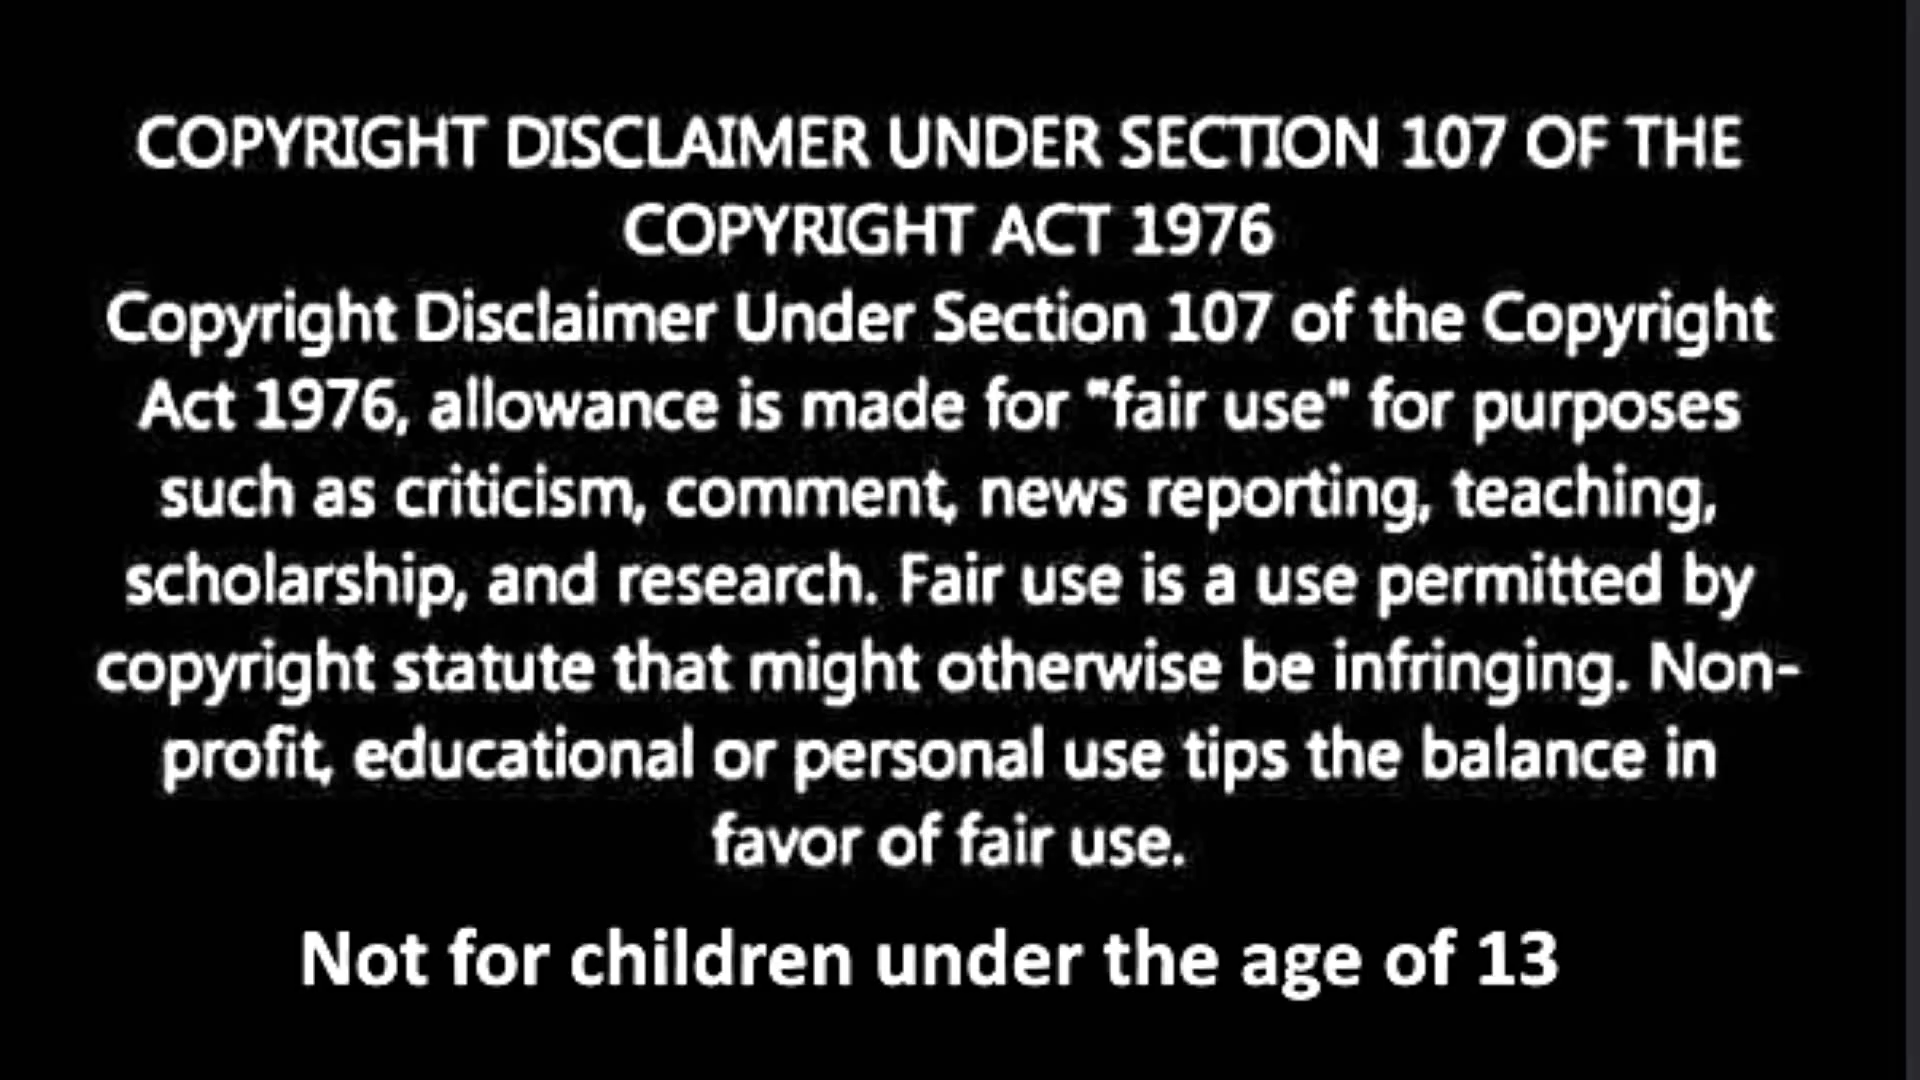 COPYRIGHT DISCLAIMER UNDER SECTION 107 OF THE
COPYRIGHT ACT 1976
Copyright Disclaimer Under Section 107 of the Copyright
Act 1976, allowance is made for "fair use" for purposes
such as criticism, comment, news reporting, teaching,
scholarship, and research. Fair use is a use permitted by
copyright statute that might otherwise be infringing. Non-
profit, educational or personal use tips the balance in
favor of fair use.
Not for children under the age of 13